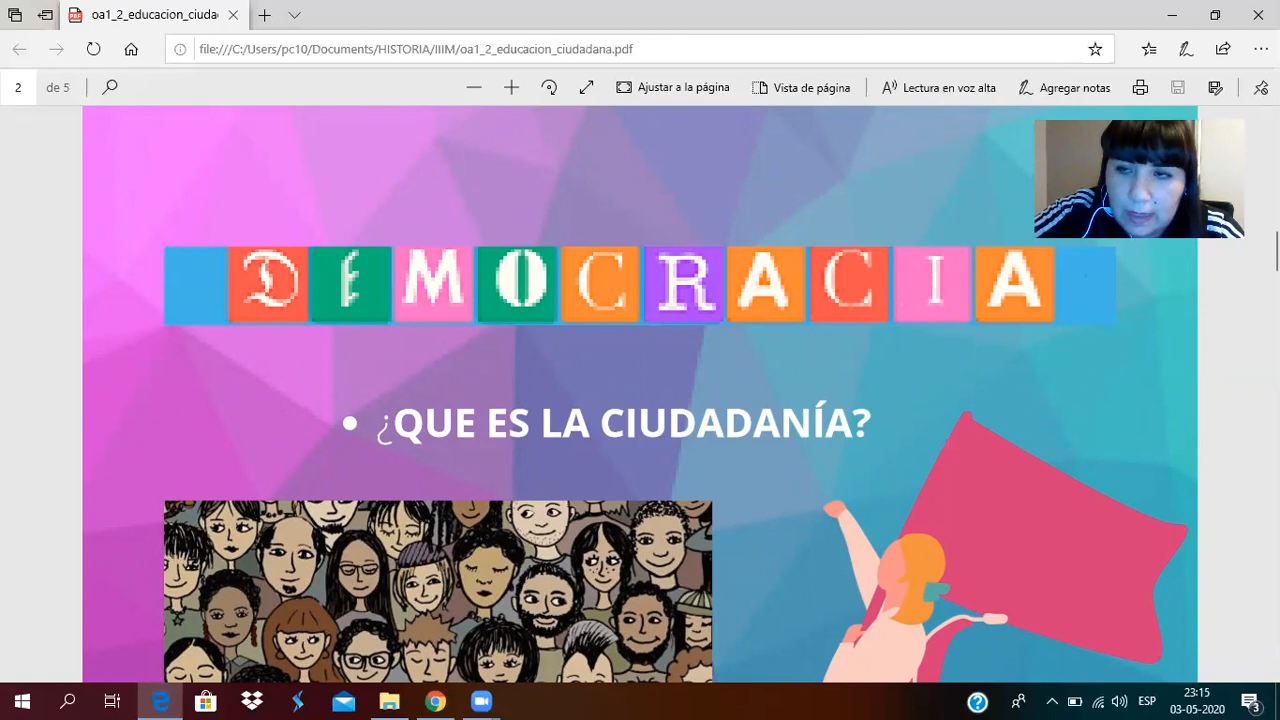 oa1_2_educacion_ciuda
file:///C:/Users/pc10/Documents/HISTORIA/IIIM/oa1_2_educacion_ciudadana.pdf
2 de 5
Ajustar a la página
Vista de página
Lectura en voz alta
Agregar notas
DEMOCRACIA
• ¿QUE ES LA CIUDADANÍA?
ESP
23:15
03-05-2020
3